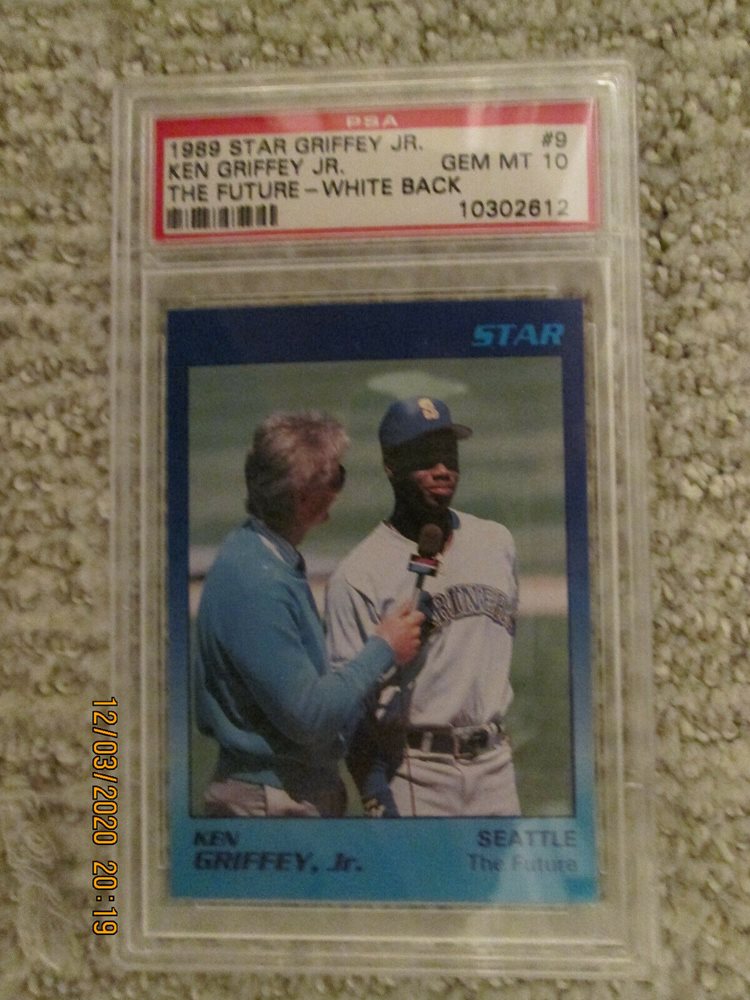 PSA
1989 STAR GRIFFEY JR. #9
KEN GRIFFEY JR. GEM MT 10
THE FUTURE - WHITE BACK
10302612
STAR
S
RINERS
KEN SEATTLE
GRIFFEY, Jr. The Future
12/03/2020 20:19